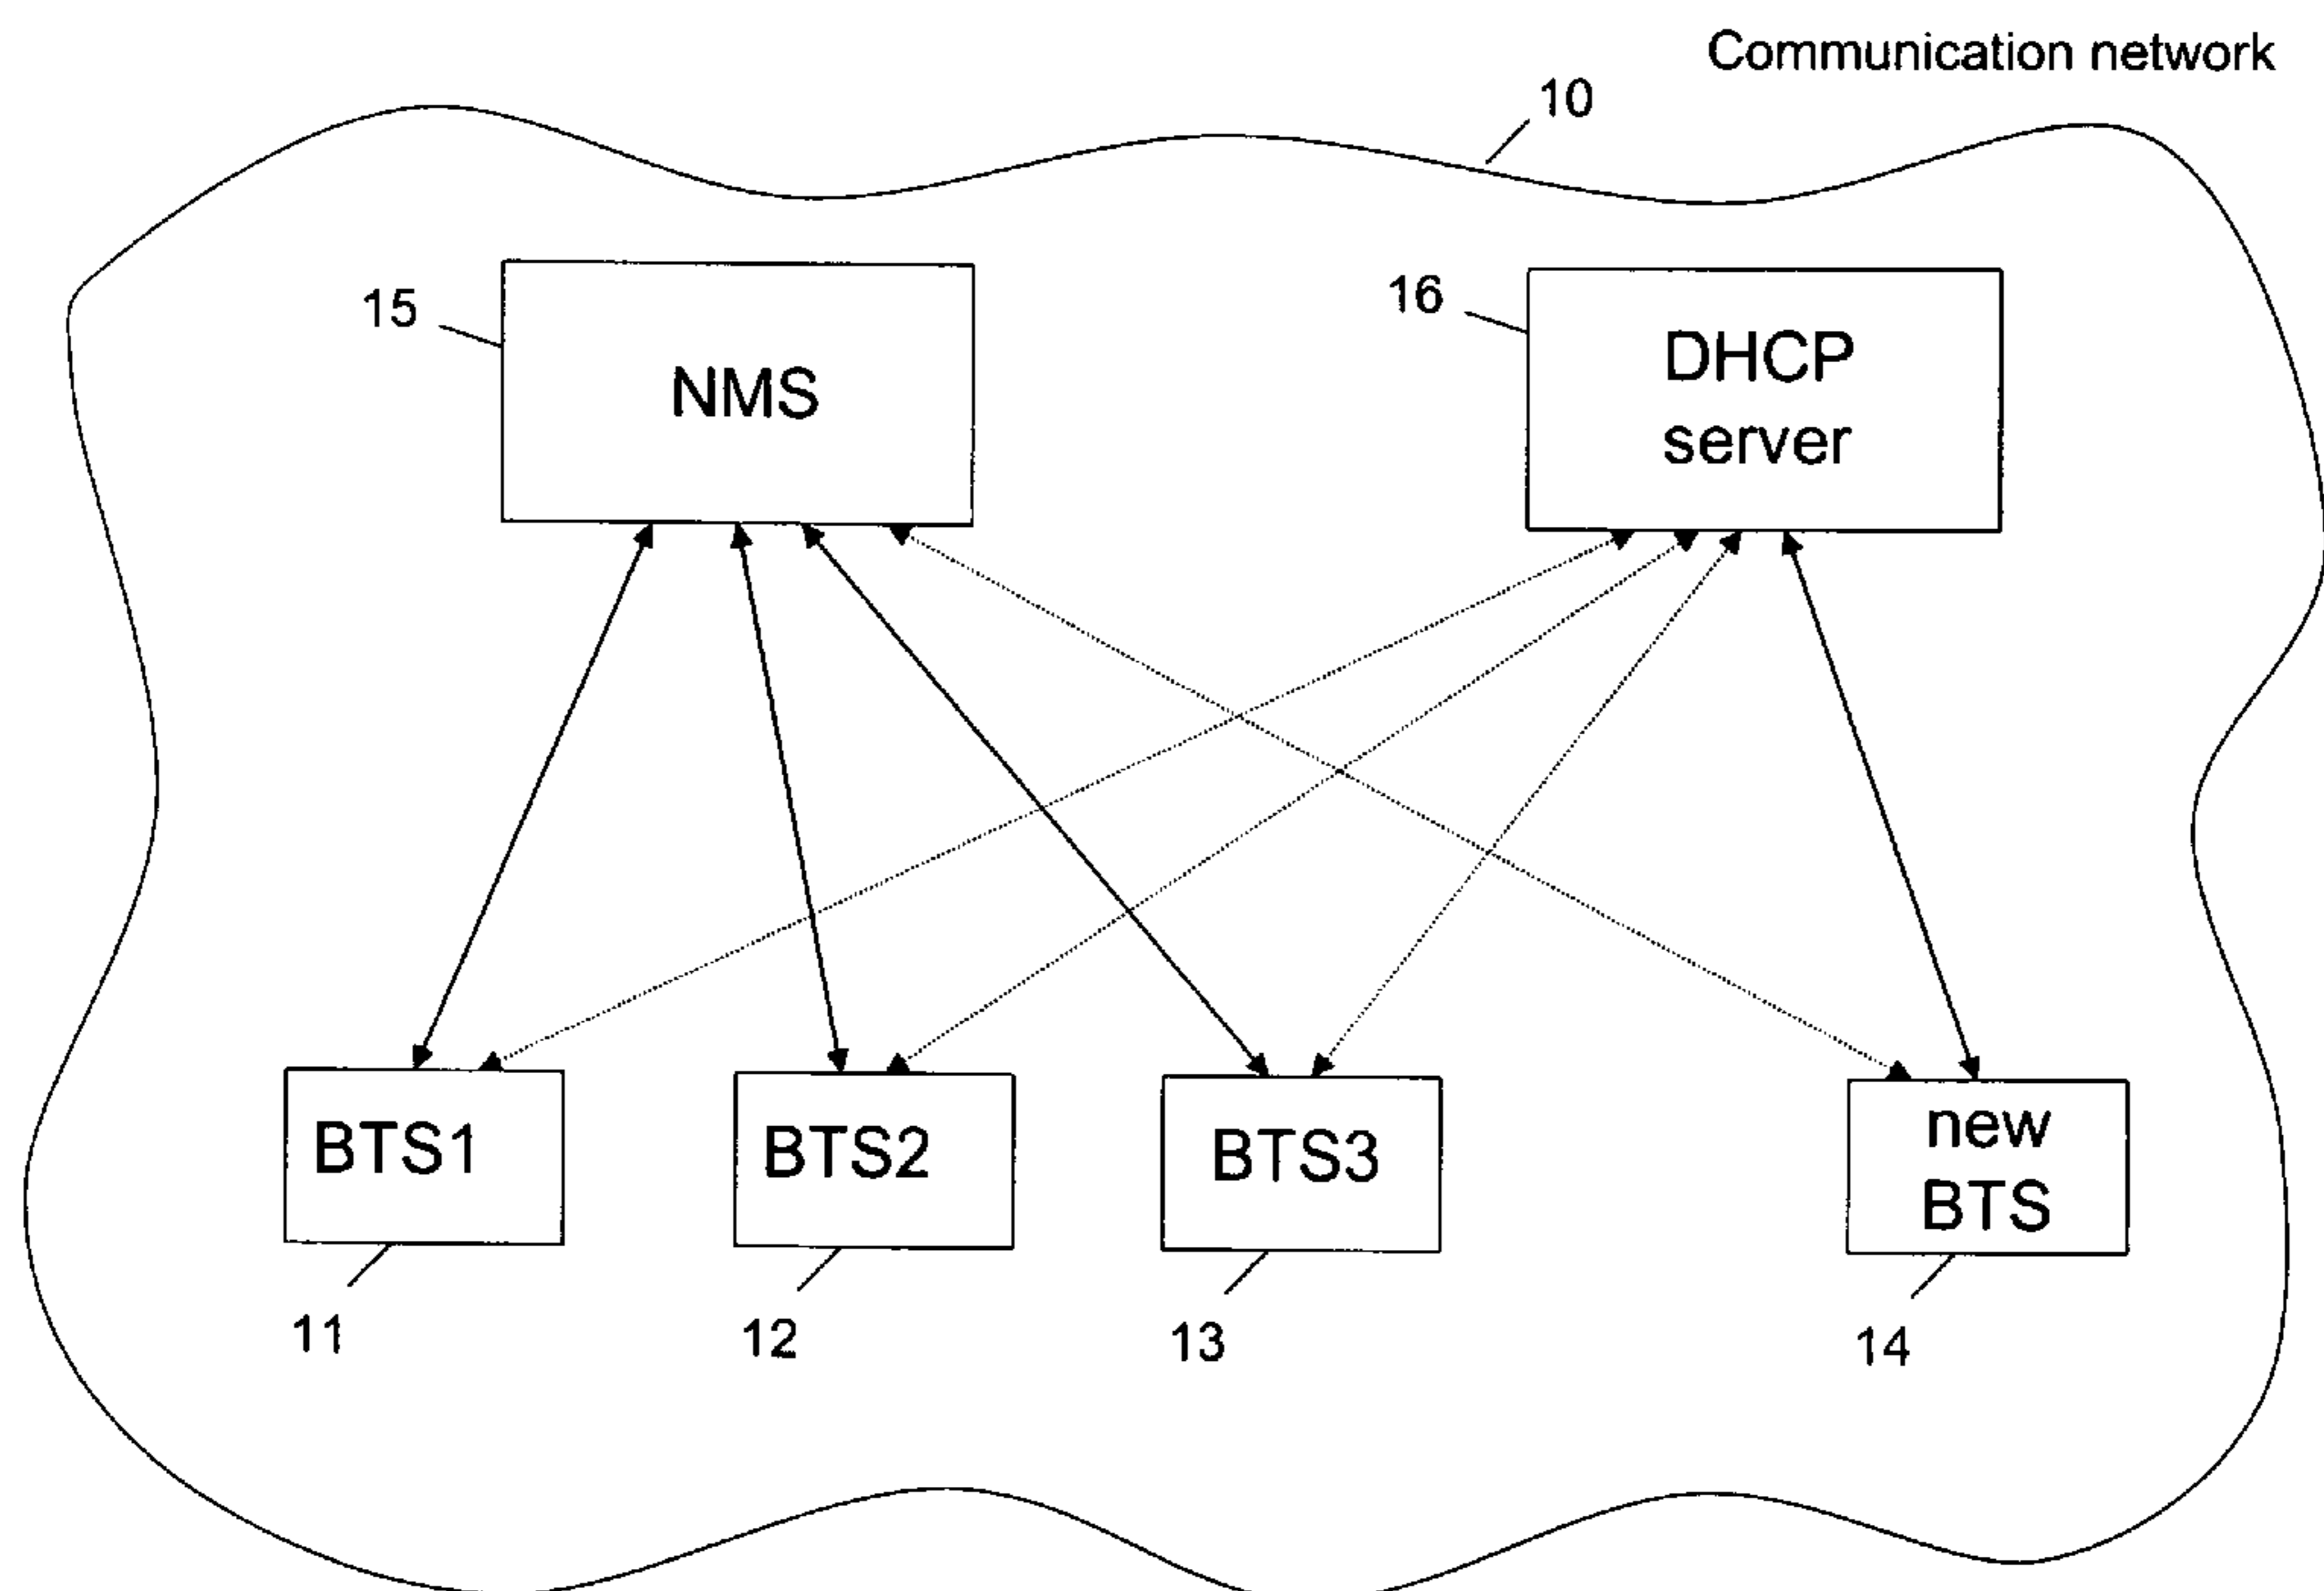 Communication network
10
15
NMS
16
DHCP
server
BTS1
BTS2
BTS3
new
BTS
11
12
13
14